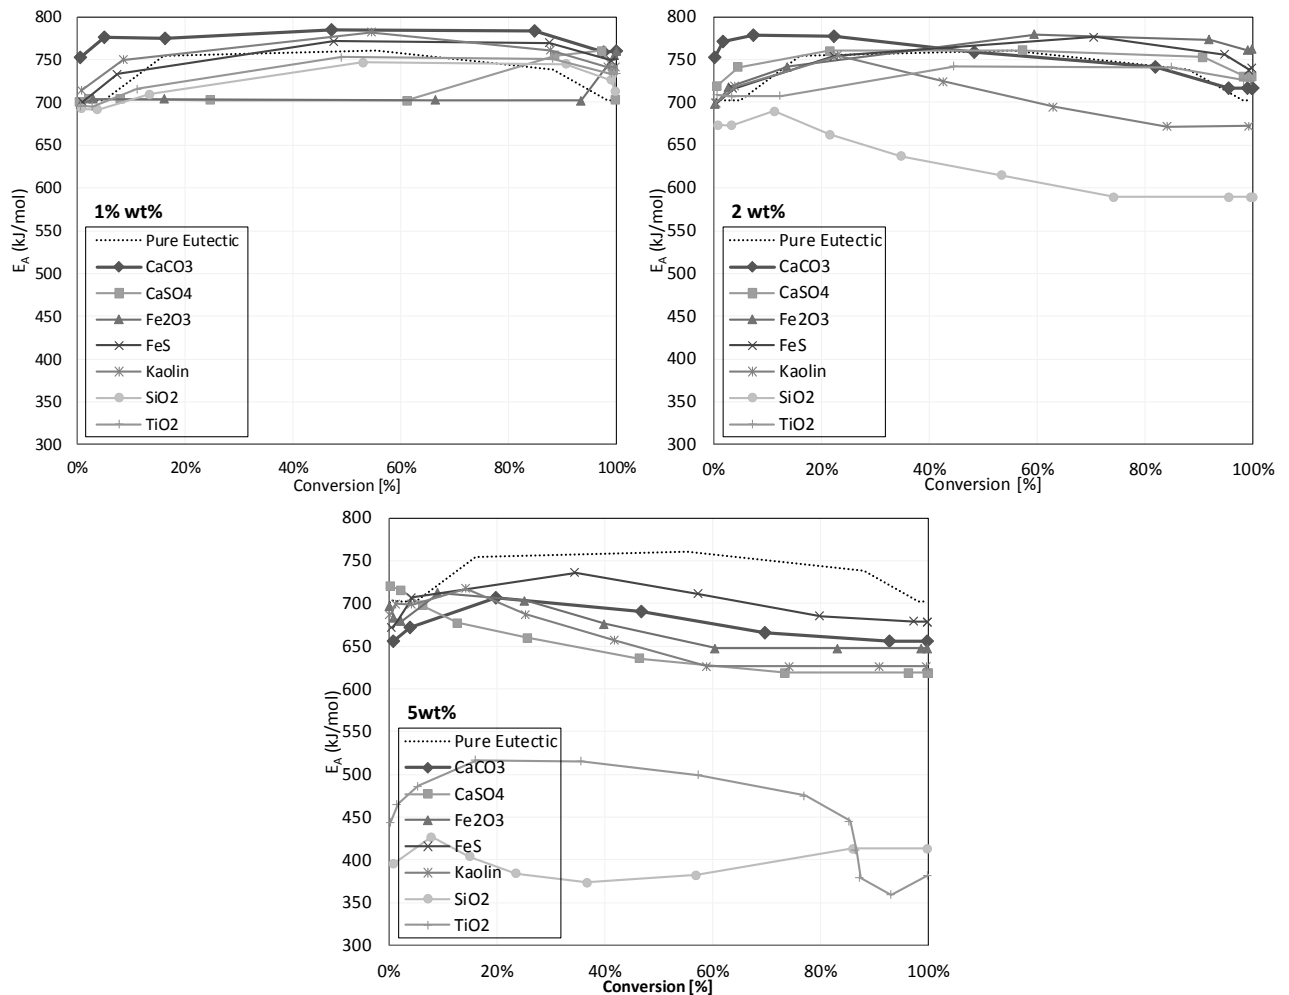 800
750
700
650
600
550
500
450
400
350
300
E_A (kJ/mol)
1% wt%
Pure Eutectic
CaCO3
CaSO4
Fe2O3
FeS
Kaolin
SiO2
TiO2
0% 20% 40% 60% 80% 100%
Conversion [%]
800
750
700
650
600
550
500
450
400
350
300
E_A (kJ/mol)
2 wt%
Pure Eutectic
CaCO3
CaSO4
Fe2O3
FeS
Kaolin
SiO2
TiO2
0% 20% 40% 60% 80% 100%
Conversion [%]
800
750
700
650
600
550
500
450
400
350
300
E_A (kJ/mol)
5wt%
Pure Eutectic
CaCO3
CaSO4
Fe2O3
FeS
Kaolin
SiO2
TiO2
0% 20% 40% 60% 80% 100%
Conversion [%]